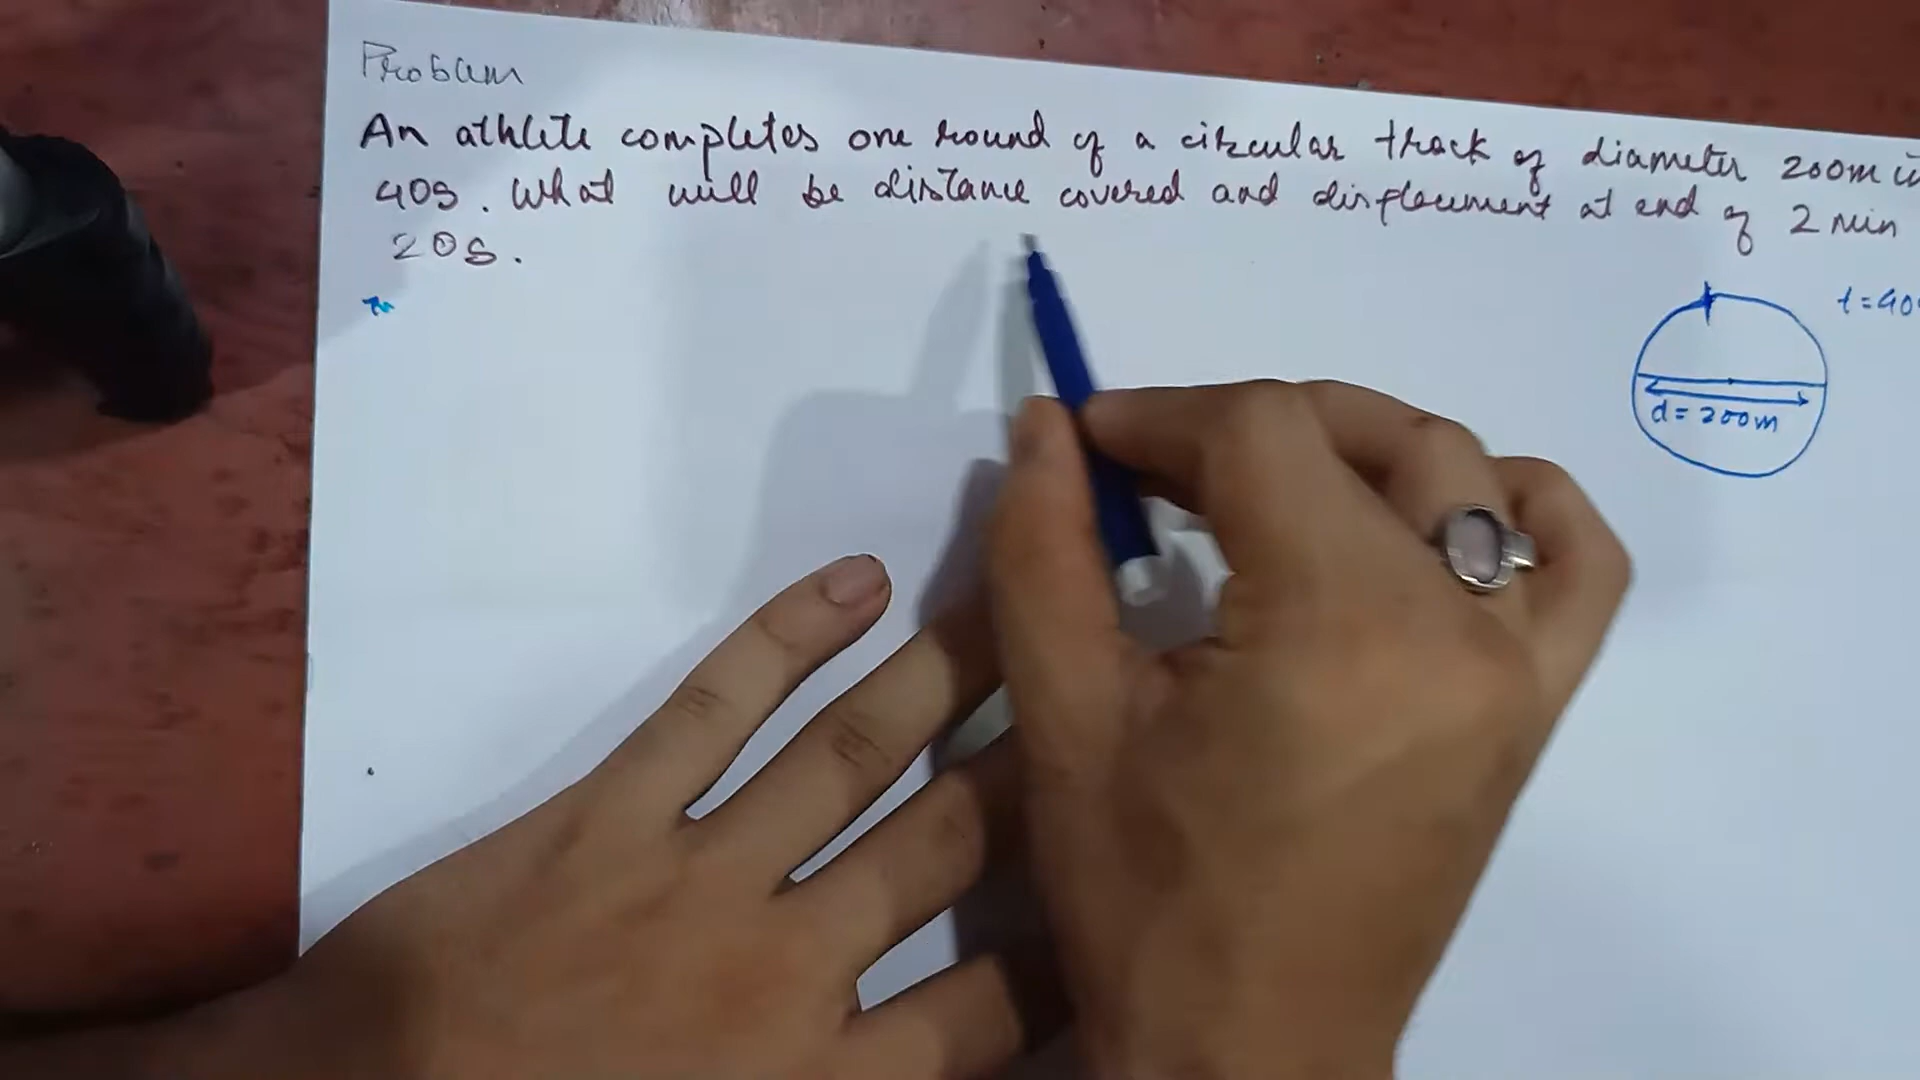 Problem
An athlete completes one round of a circular track of diameter 200m in
40s. What will be distance covered and displacement at end of 2 min
20s.
t=40
d=200m